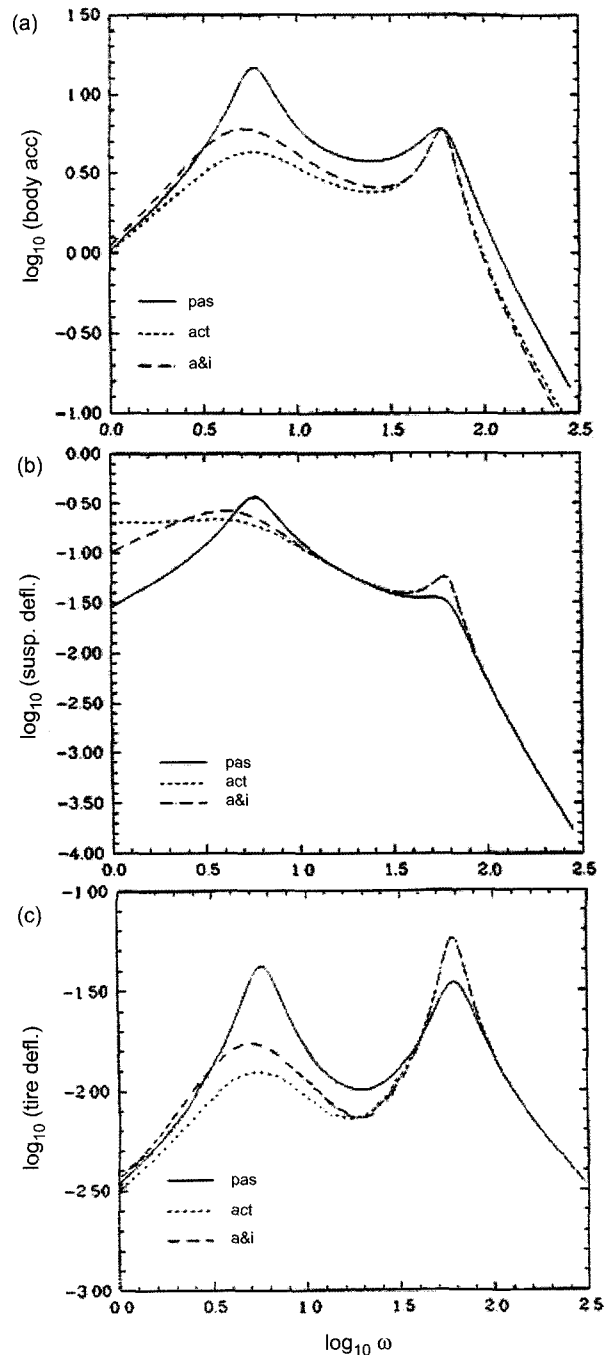 (a)
1 50
1 00
0.50
0 00
-0.50
-1.00
log10 (body acc)
pas
act
a&i
0.0 0.5 1.0 1.5 2.0 2.5
(b)
0.00
-0.50
-1.00
-1.50
-2.00
-2.50
-3.00
-3.50
-4.00
log10 (susp. defl.)
pas
act
a&i
0.0 0.5 1.0 1.5 2.0 2.5
(c)
-1 00
-1 50
-2 00
-2 50
-3 00
log10 (tire defl.)
pas
act
a&i
0 0 0.5 1 0 1.5 2.0 2.5
log10 ω